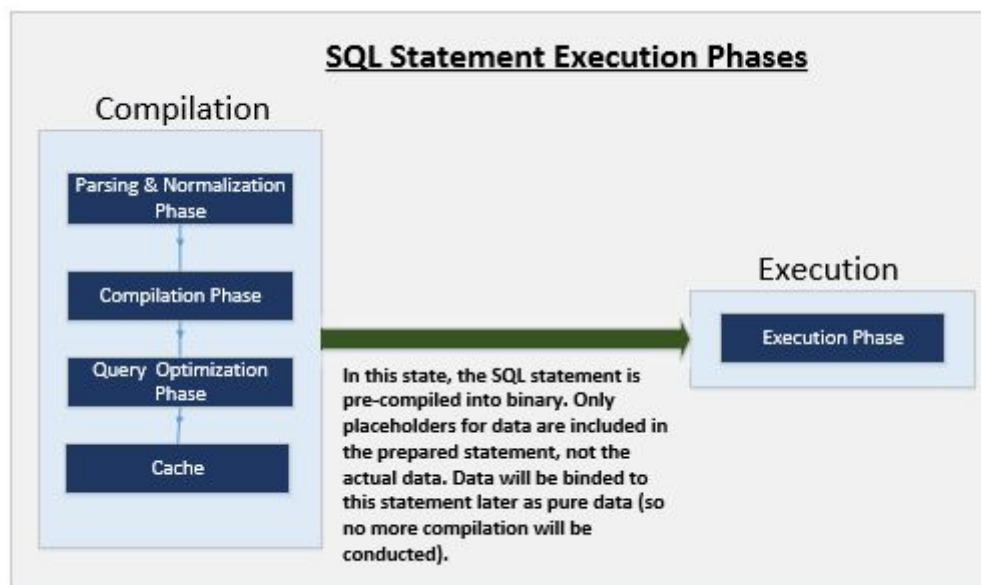 SQL Statement Execution Phases
Compilation
Parsing & Normalization
Phase
Compilation Phase
Query Optimization
Phase
Cache
In this state, the SQL statement is
pre-compiled into binary. Only
placeholders for data are included in
the prepared statement, not the
actual data. Data will be binded to
this statement later as pure data (so
no more compilation will be
conducted).
Execution
Execution Phase